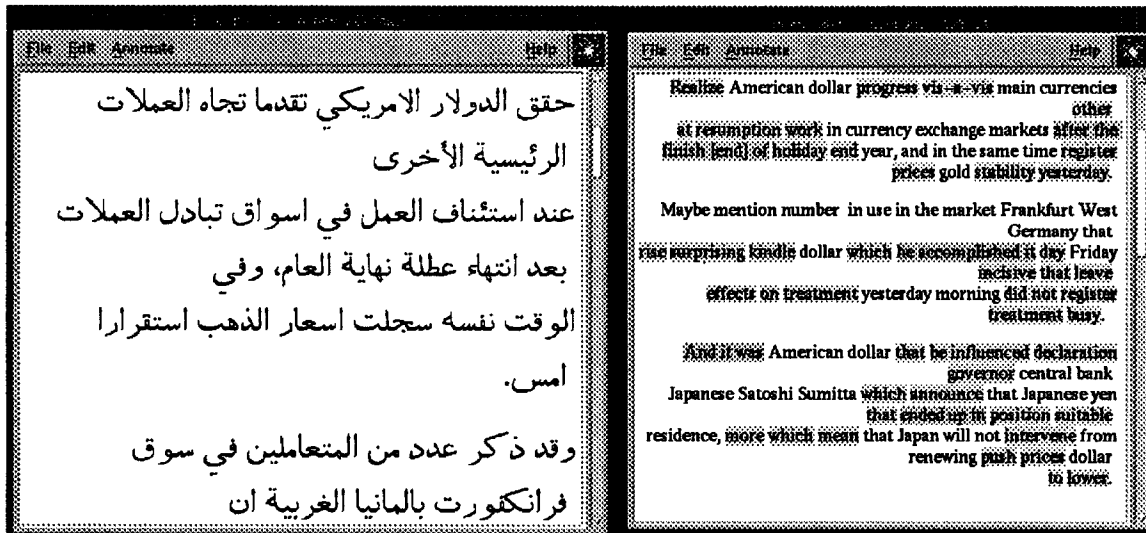 File Edit Annotate Help
حقق الدولار الامريكي تقدما تجاه العملات
الرئيسية الأخرى
عند استئناف العمل في اسواق تبادل العملات
بعد انتهاء عطلة نهاية العام، وفي
الوقت نفسه سجلت اسعار الذهب استقرارا
امس.
وقد ذكر عدد من المتعاملين في سوق
فرانكفورت بالمانيا الغربية ان
File Edit Annotate Help
Realize American dollar progress vis-a-vis main currencies
other
at resumption work in currency exchange markets after the
finish [end] of holiday end year, and in the same time register
prices gold stability yesterday.
Maybe mention number in use in the market Frankfurt West
Germany that
rise surprising kindle dollar which he accomplished it day Friday
incisive that leave
effects on treatment yesterday morning did not register
treatment busy.
And it was American dollar that be influenced declaration
governor central bank
Japanese Satoshi Sumitta which announce that Japanese yen
that ended up in position suitable
residence, more which mean that Japan will not intervene from
renewing push prices dollar
to lower.